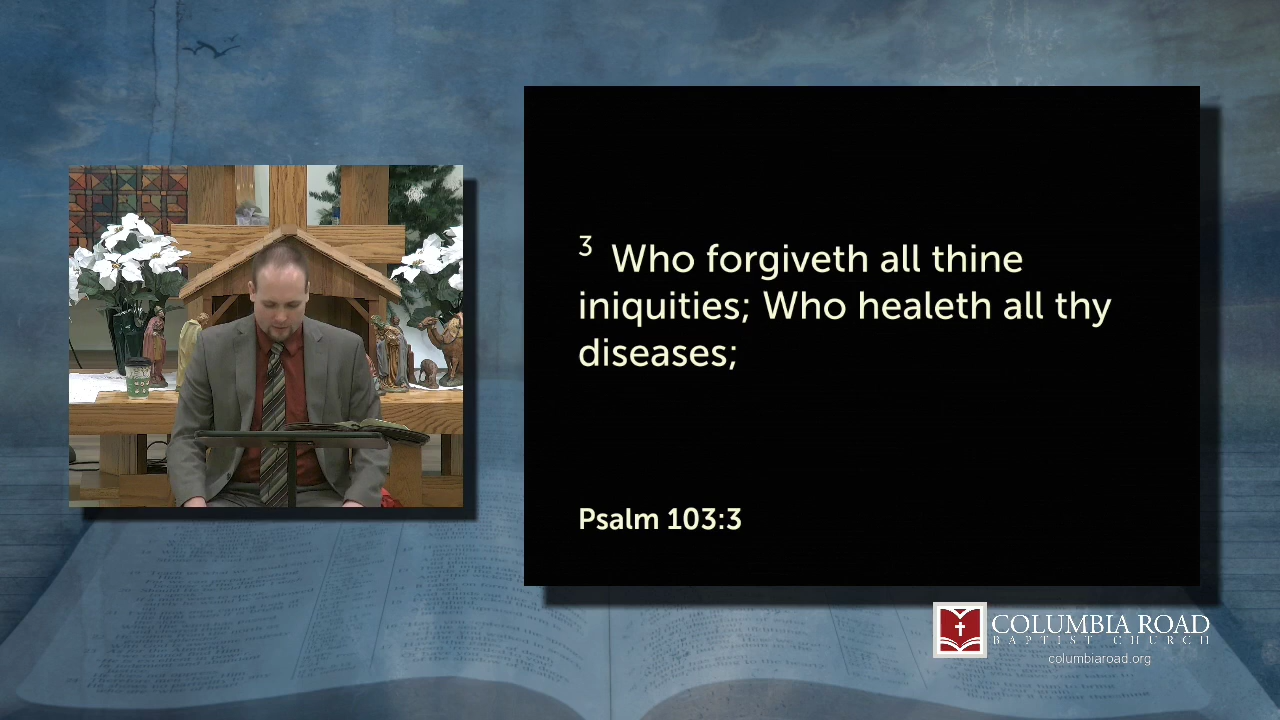 3 Who forgiveth all thine
iniquities; Who healeth all thy
diseases;
Psalm 103:3
COLUMBIA ROAD
BAPTIST CHURCH
columbiaroad.org